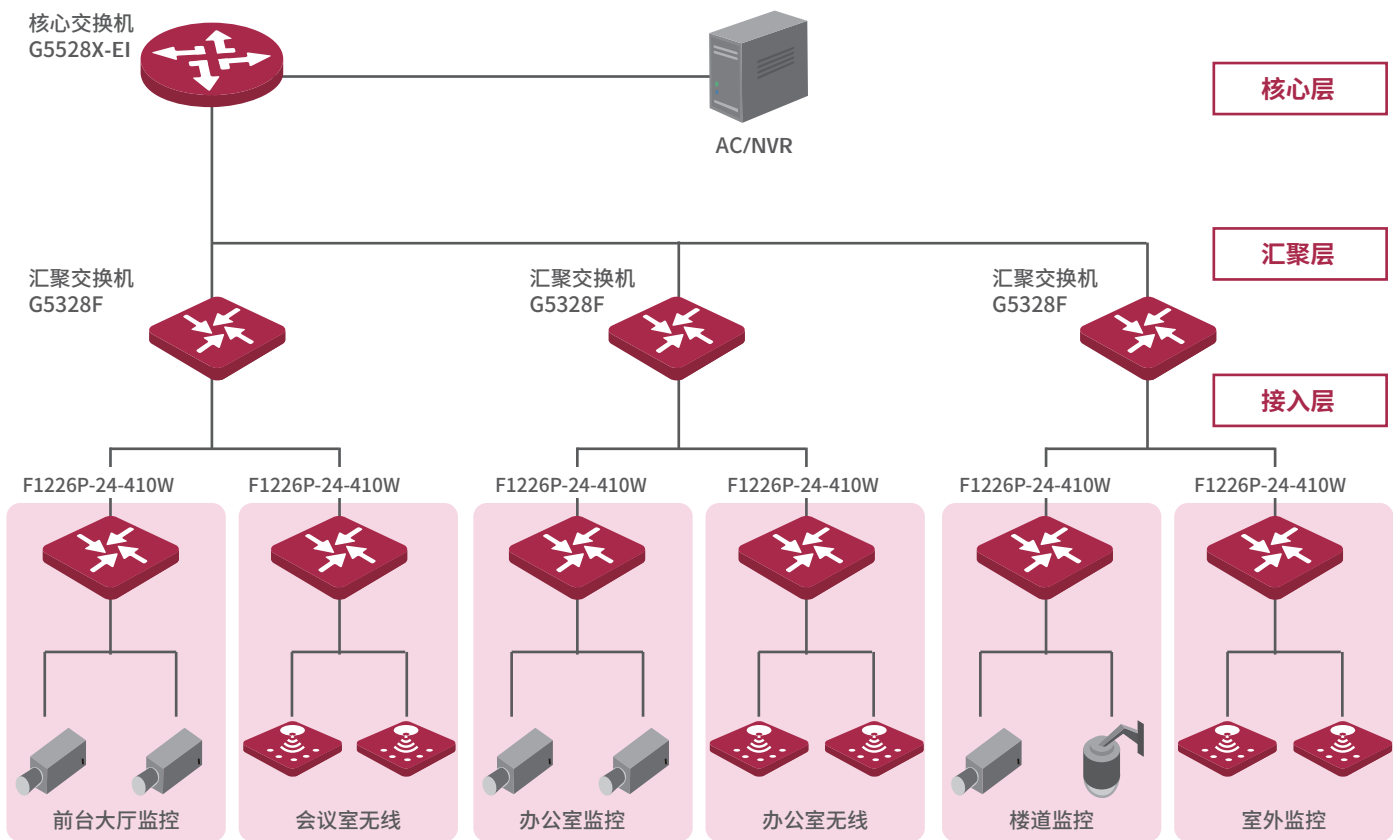 核心交换机
G5528X-EI
AC/NVR
核心层
汇聚层
汇聚交换机
G5328F
汇聚交换机
G5328F
汇聚交换机
G5328F
接入层
F1226P-24-410W
F1226P-24-410W
F1226P-24-410W
F1226P-24-410W
F1226P-24-410W
F1226P-24-410W
前台大厅监控
会议室无线
办公室监控
办公室无线
楼道监控
室外监控